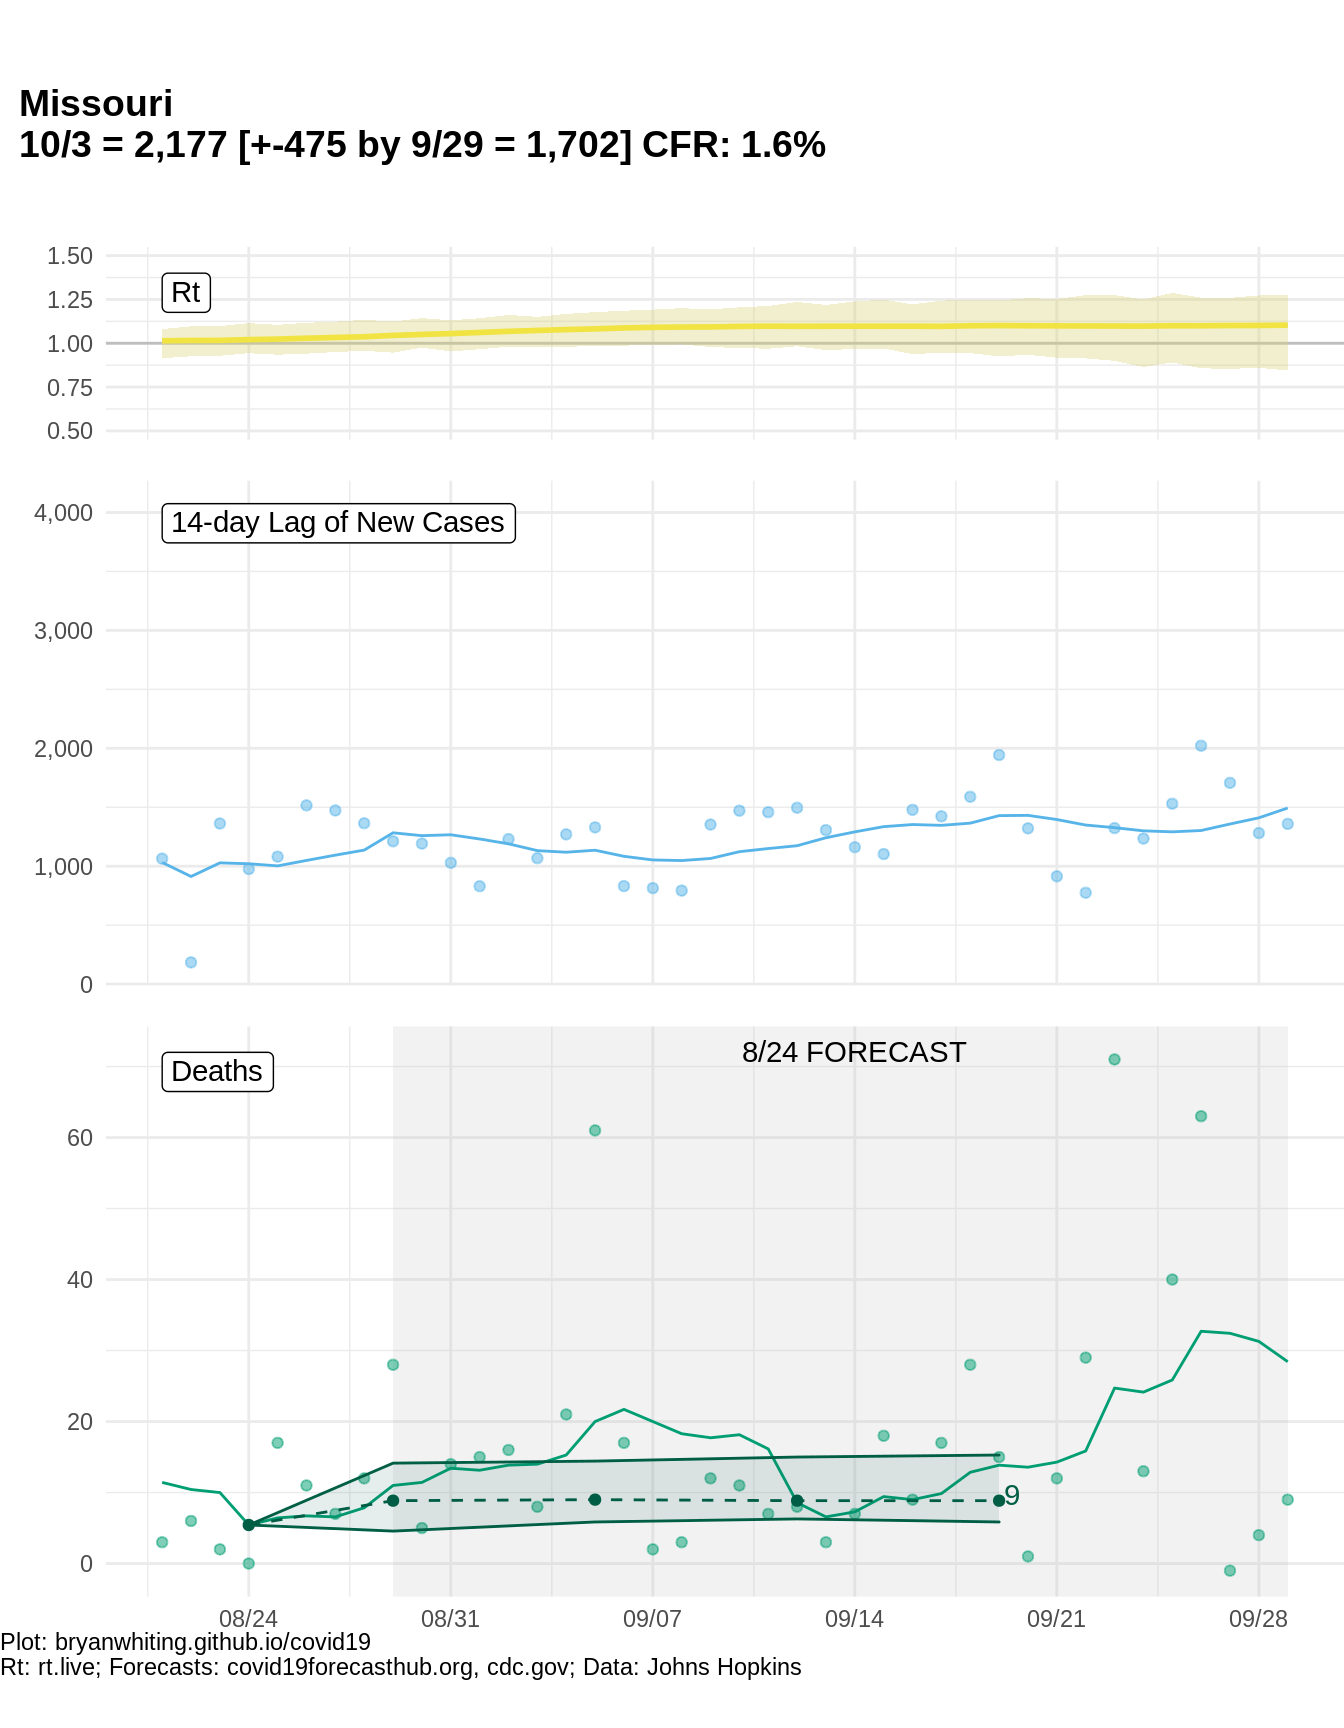 Missouri
10/3 = 2,177 [+-475 by 9/29 = 1,702] CFR: 1.6%
1.50
Rt
1.25
1.00
0.75
0.50
4,000
14-day Lag of New Cases
3,000
2,000
1,000
0
8/24 FORECAST
Deaths
60
40
20
9
0
08/24 08/31 09/07 09/14 09/21 09/28
Plot: bryanwhiting.github.io/covid19
Rt: rt.live; Forecasts: covid19forecasthub.org, cdc.gov; Data: Johns Hopkins